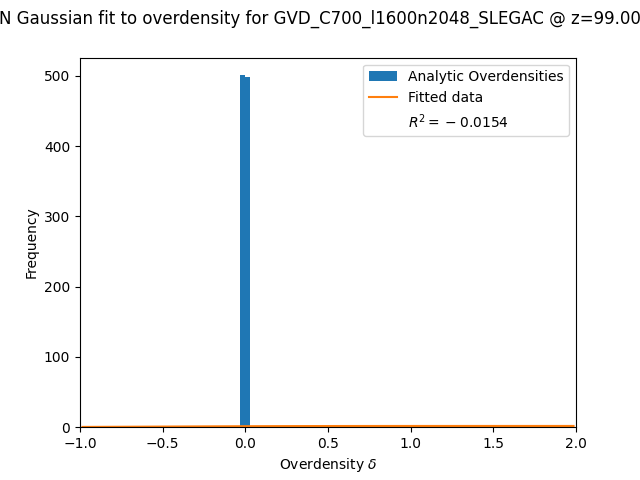 N Gaussian fit to overdensity for GVD_C700_l1600n2048_SLEGAC @ z=99.00
500
400
300
200
100
0
Frequency
Analytic Overdensities
Fitted data
R² = − 0.0154
−1.0 −0.5 0.0 0.5 1.0 1.5 2.0
Overdensity δ